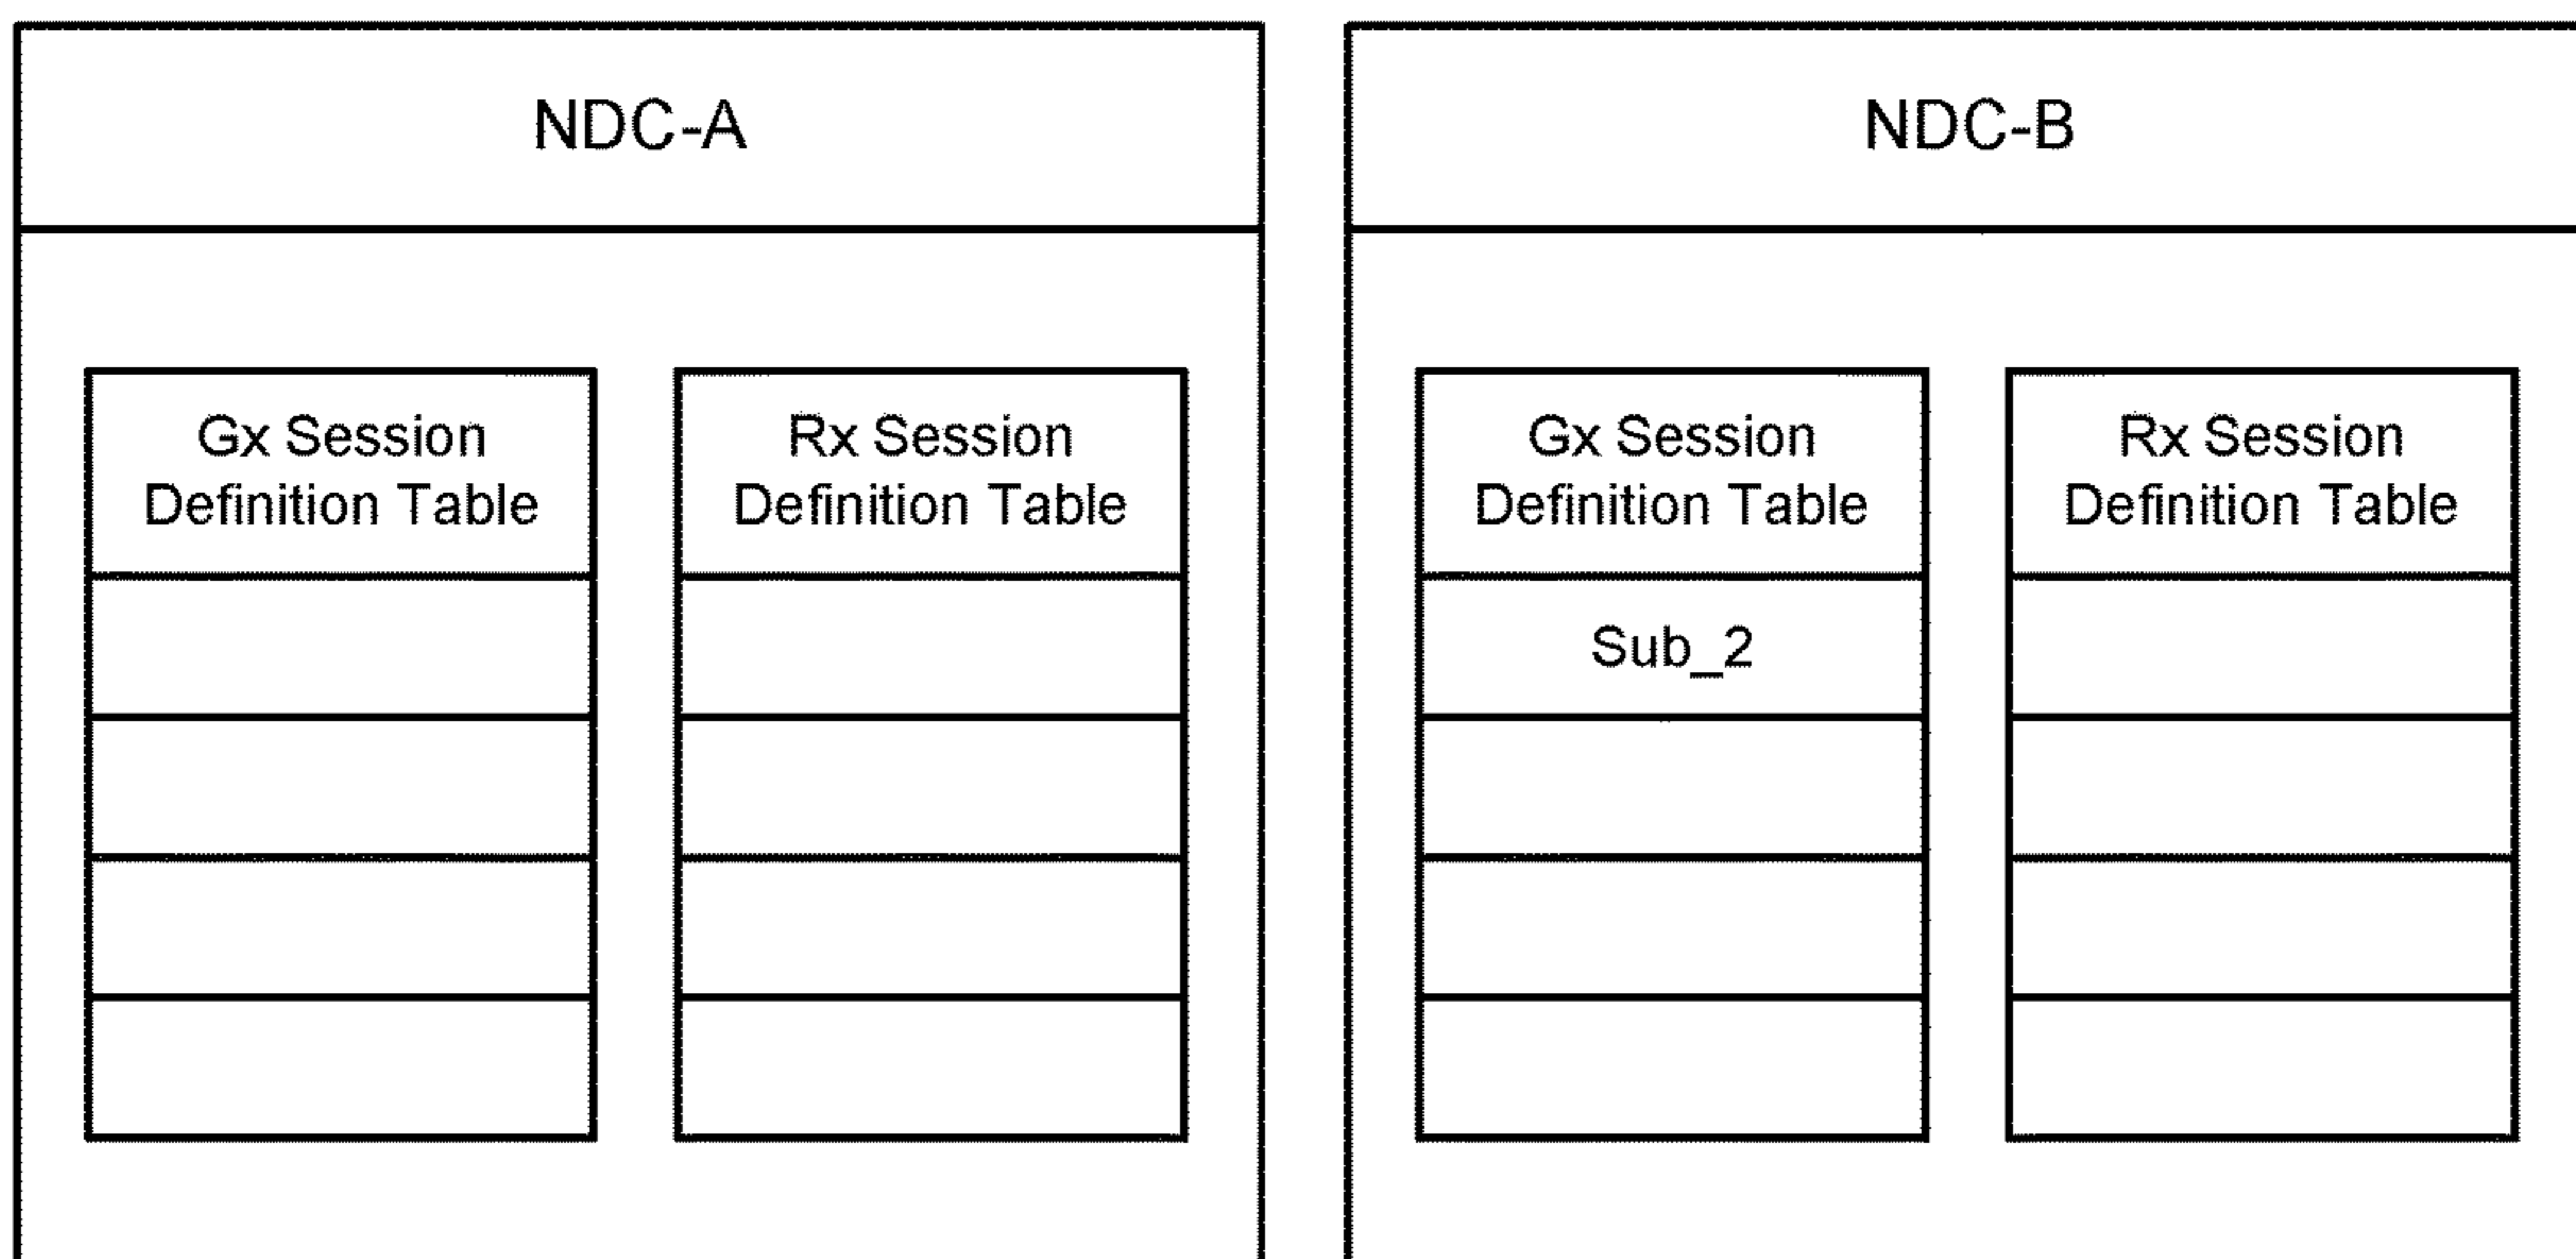 NDC-A
Gx Session
Definition Table
Rx Session
Definition Table
NDC-B
Gx Session
Definition Table
Sub_2
Rx Session
Definition Table